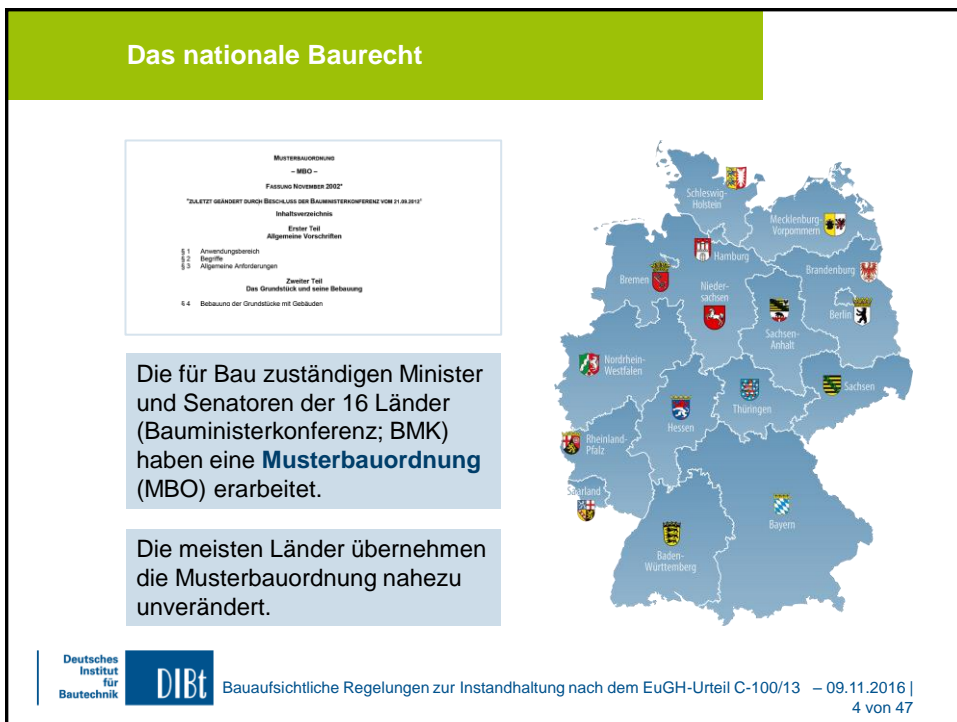 Das nationale Baurecht
MUSTERBAUORDNUNG
– MBO –
FASSUNG NOVEMBER 2002*
"ZULETZT GEÄNDERT DURCH BESCHLUSS DER BAUMINISTERKONFERENZ VOM 21.09.2012"
Inhaltsverzeichnis
Erster Teil
Allgemeine Vorschriften
§ 1 Anwendungsbereich
§ 2 Begriffe
§ 3 Allgemeine Anforderungen
Zweiter Teil
Das Grundstück und seine Bebauung
§ 4 Bebauung der Grundstücke mit Gebäuden
Die für Bau zuständigen Minister
und Senatoren der 16 Länder
(Bauministerkonferenz; BMK)
haben eine Musterbauordnung
(MBO) erarbeitet.
Die meisten Länder übernehmen
die Musterbauordnung nahezu
unverändert.
Schleswig-
Holstein
Mecklenburg-
Vorpommern
Hamburg
Bremen
Brandenburg
Nieder-
sachsen
Berlin
Sachsen-
Anhalt
Nordrhein-
Westfalen
Sachsen
Thüringen
Hessen
Rheinland-
Pfalz
Saarland
Bayern
Baden-
Württemberg
Deutsches
Institut
für
Bautechnik
DIBt
Bauaufsichtliche Regelungen zur Instandhaltung nach dem EuGH-Urteil C-100/13 – 09.11.2016 |
4 von 47